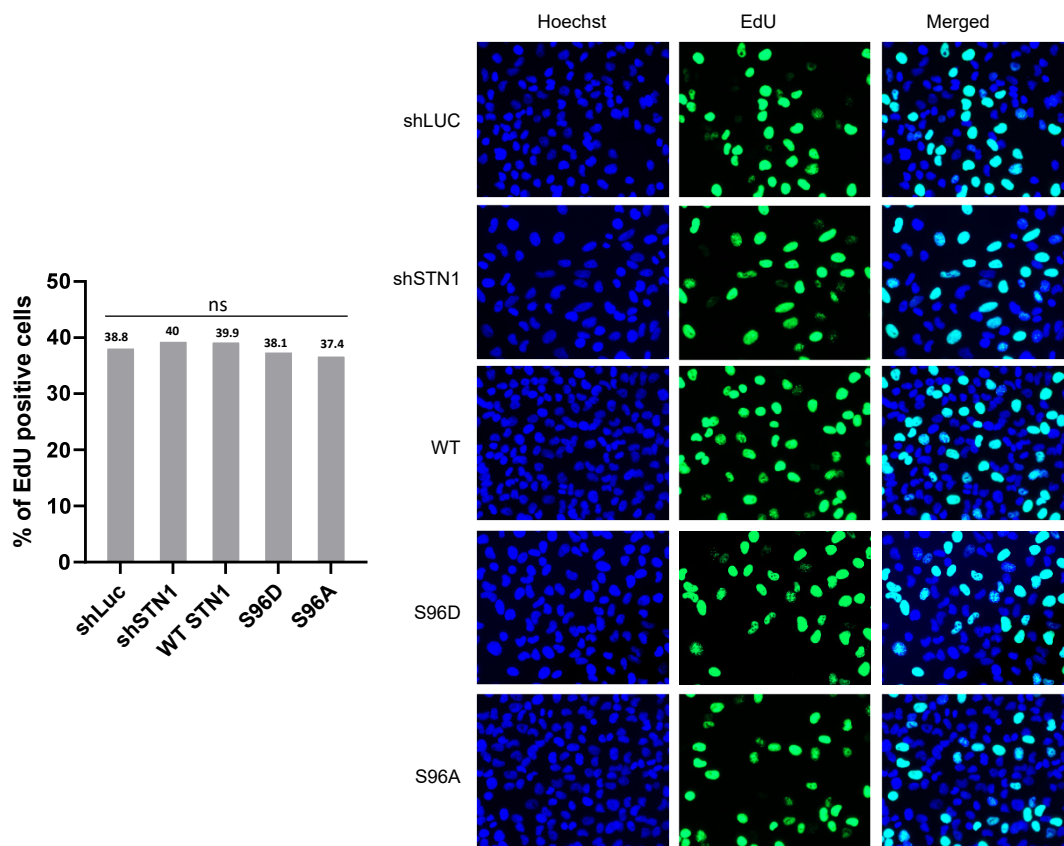 Hoechst EdU Merged
shLUC
shSTN1
WT
S96D
S96A
% of EdU positive cells
50
40
30
20
10
0
ns
38.8 40 39.9 38.1 37.4
shLuc shSTN1 WT STN1 S96D S96A